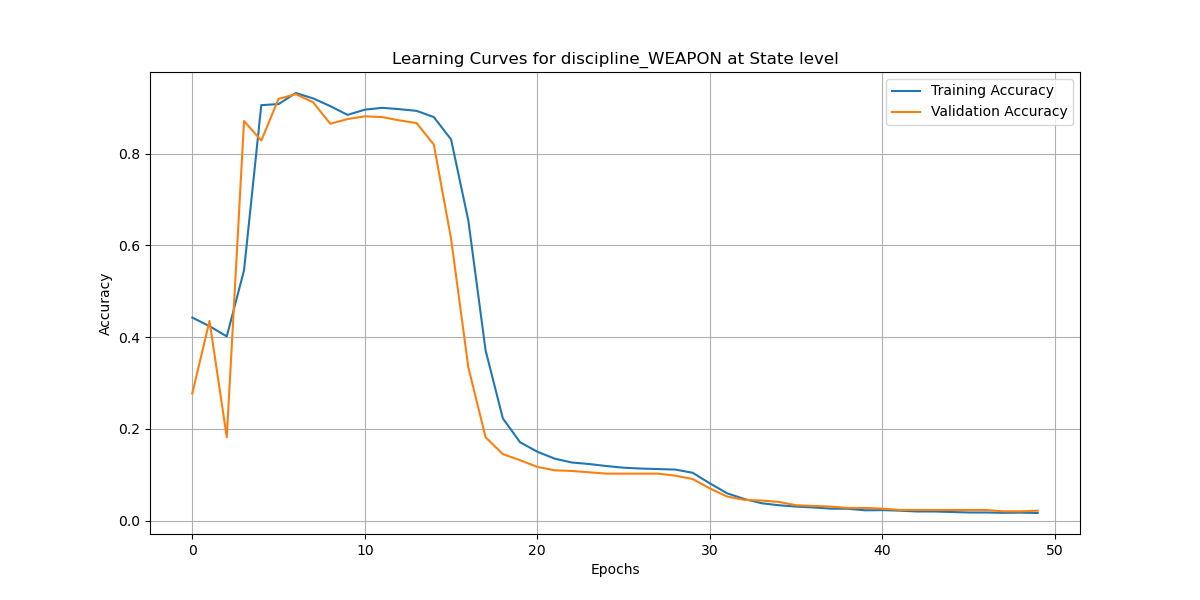 Learning Curves for discipline_WEAPON at State level
Training Accuracy
Validation Accuracy
0.8
0.6
0.4
0.2
0.0
Accuracy
0 10 20 30 40 50
Epochs